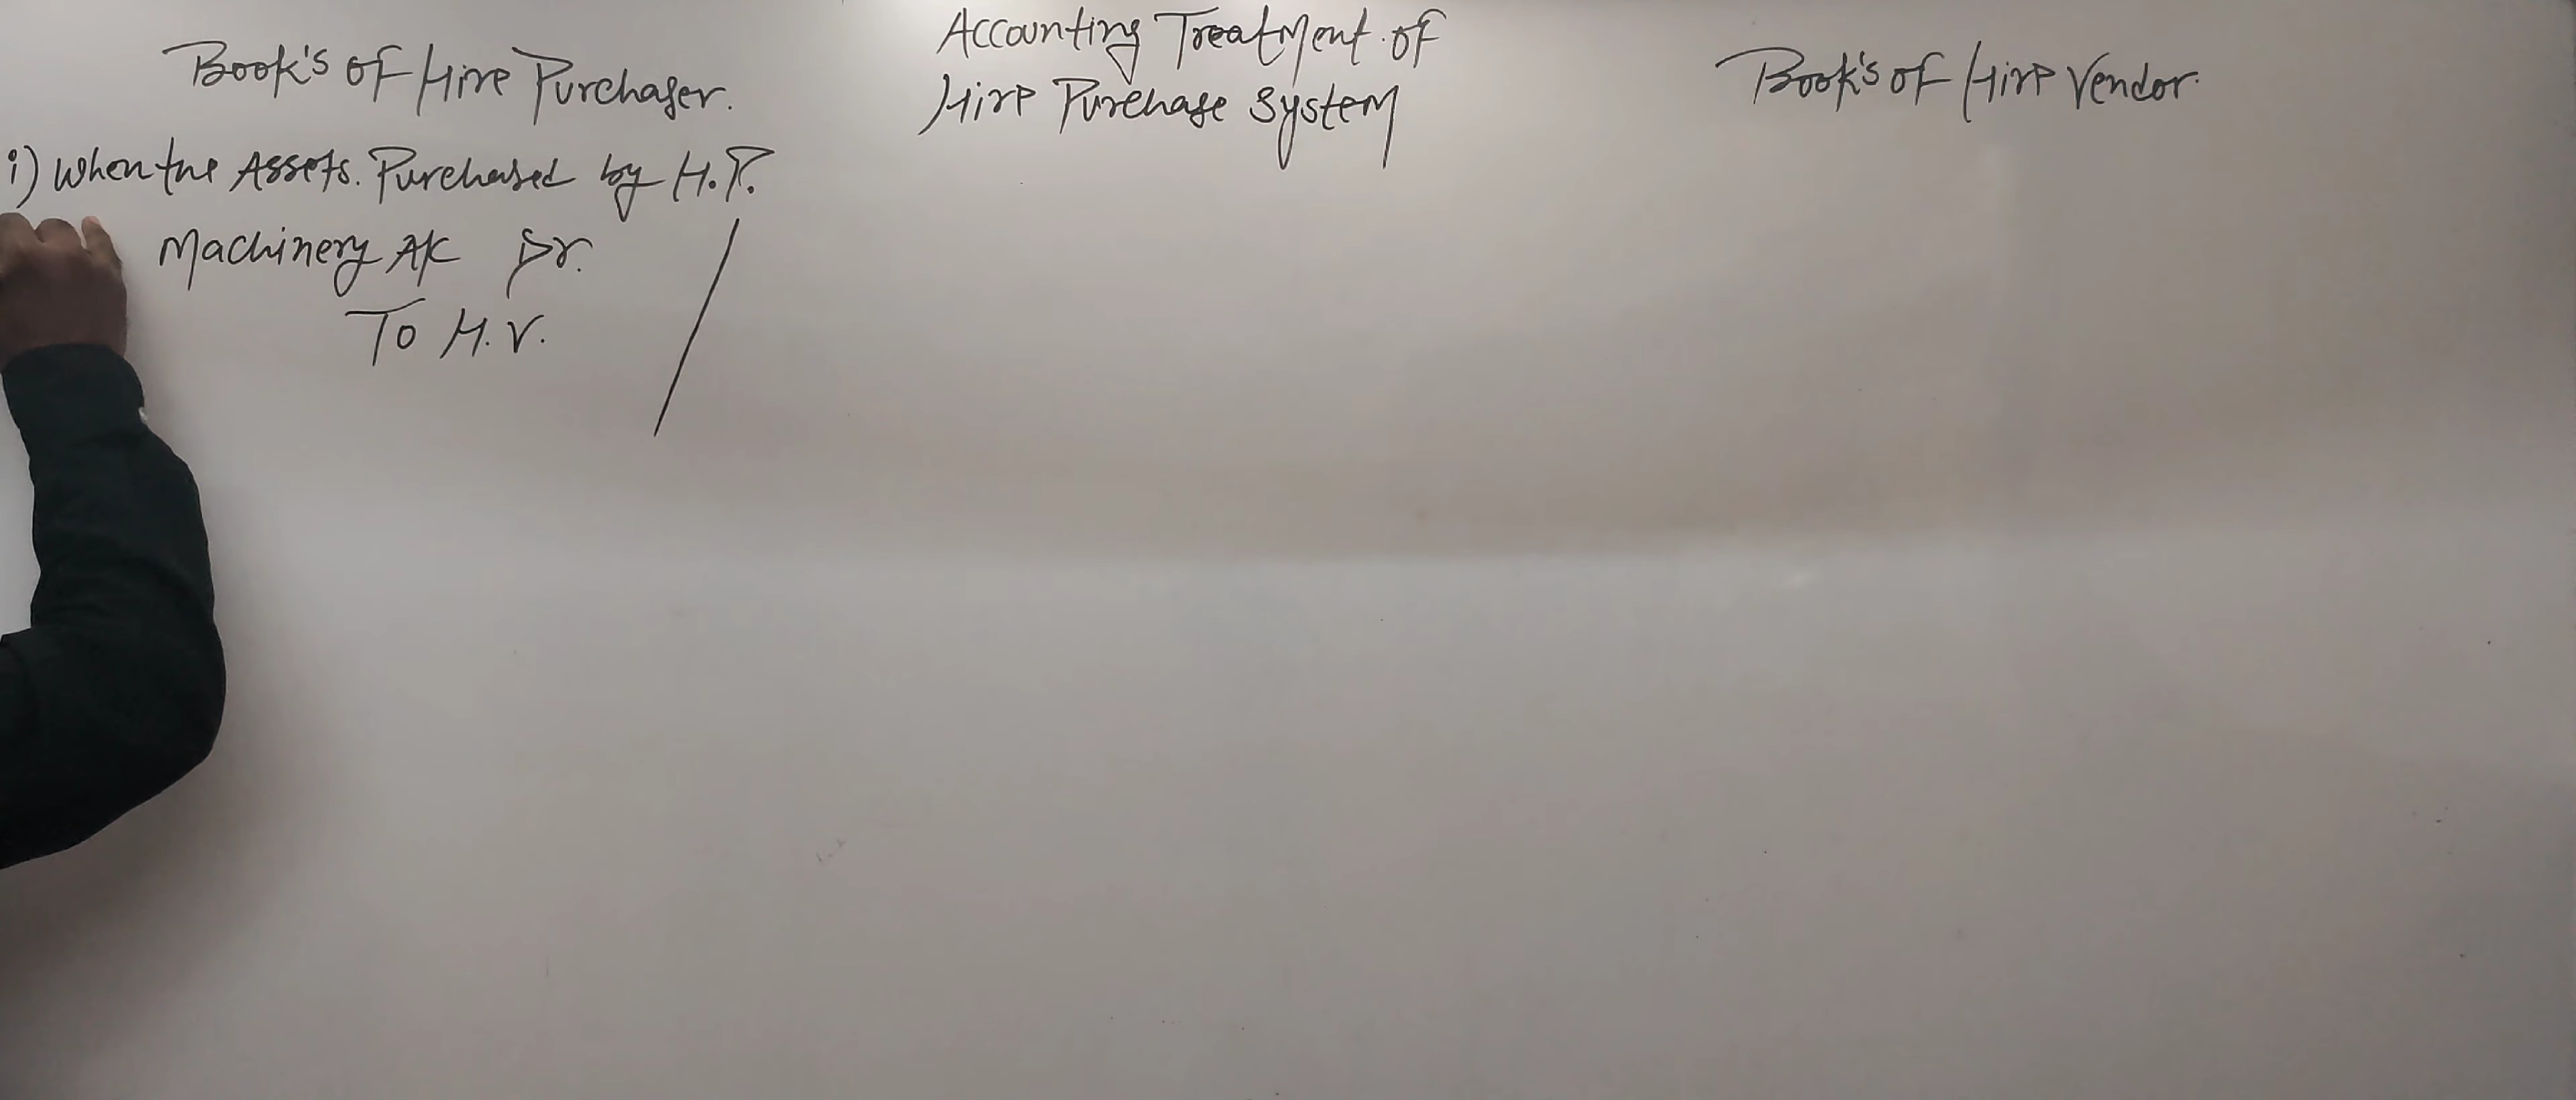 Accounting Treatment of
Hire Purchase System
Book's of Hire Purchaser.
i) When the Assets. Purchased by H.P.
Machinery A/c Dr.
To H.V.
Book's of Hire Vendor.